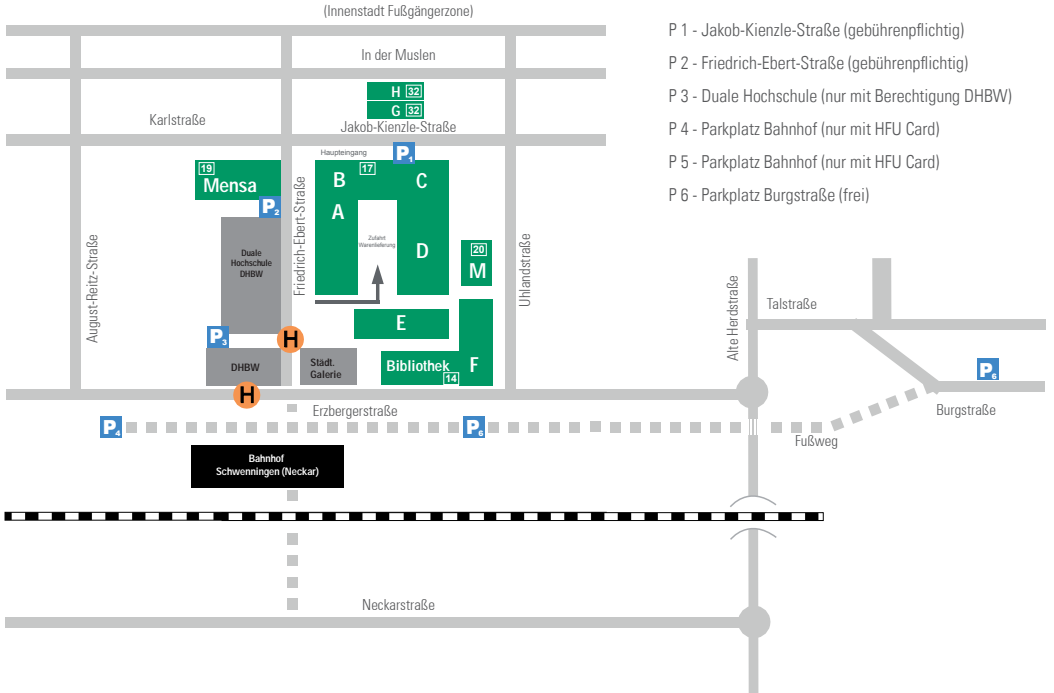 (Innenstadt Fußgängerzone)
In der Muslen
H 32
G 32
Karlstraße
Jakob-Kienzle-Straße
Haupteingang
P1
19
Mensa
P2
17
B
C
A
D
Zufahrt
Warenlieferung
20
M
Duale
Hochschule
DHBW
August-Reitz-Straße
Friedrich-Ebert-Straße
Uhlandstraße
E
P3
H
DHBW
Städt.
Galerie
Bibliothek
14
F
H
Erzbergerstraße
P4
P6
Bahnhof
Schwenningen (Neckar)
Neckarstraße
P 1 - Jakob-Kienzle-Straße (gebührenpflichtig)
P 2 - Friedrich-Ebert-Straße (gebührenpflichtig)
P 3 - Duale Hochschule (nur mit Berechtigung DHBW)
P 4 - Parkplatz Bahnhof (nur mit HFU Card)
P 5 - Parkplatz Bahnhof (nur mit HFU Card)
P 6 - Parkplatz Burgstraße (frei)
Alte Herdstraße
Talstraße
P6
Burgstraße
Fußweg